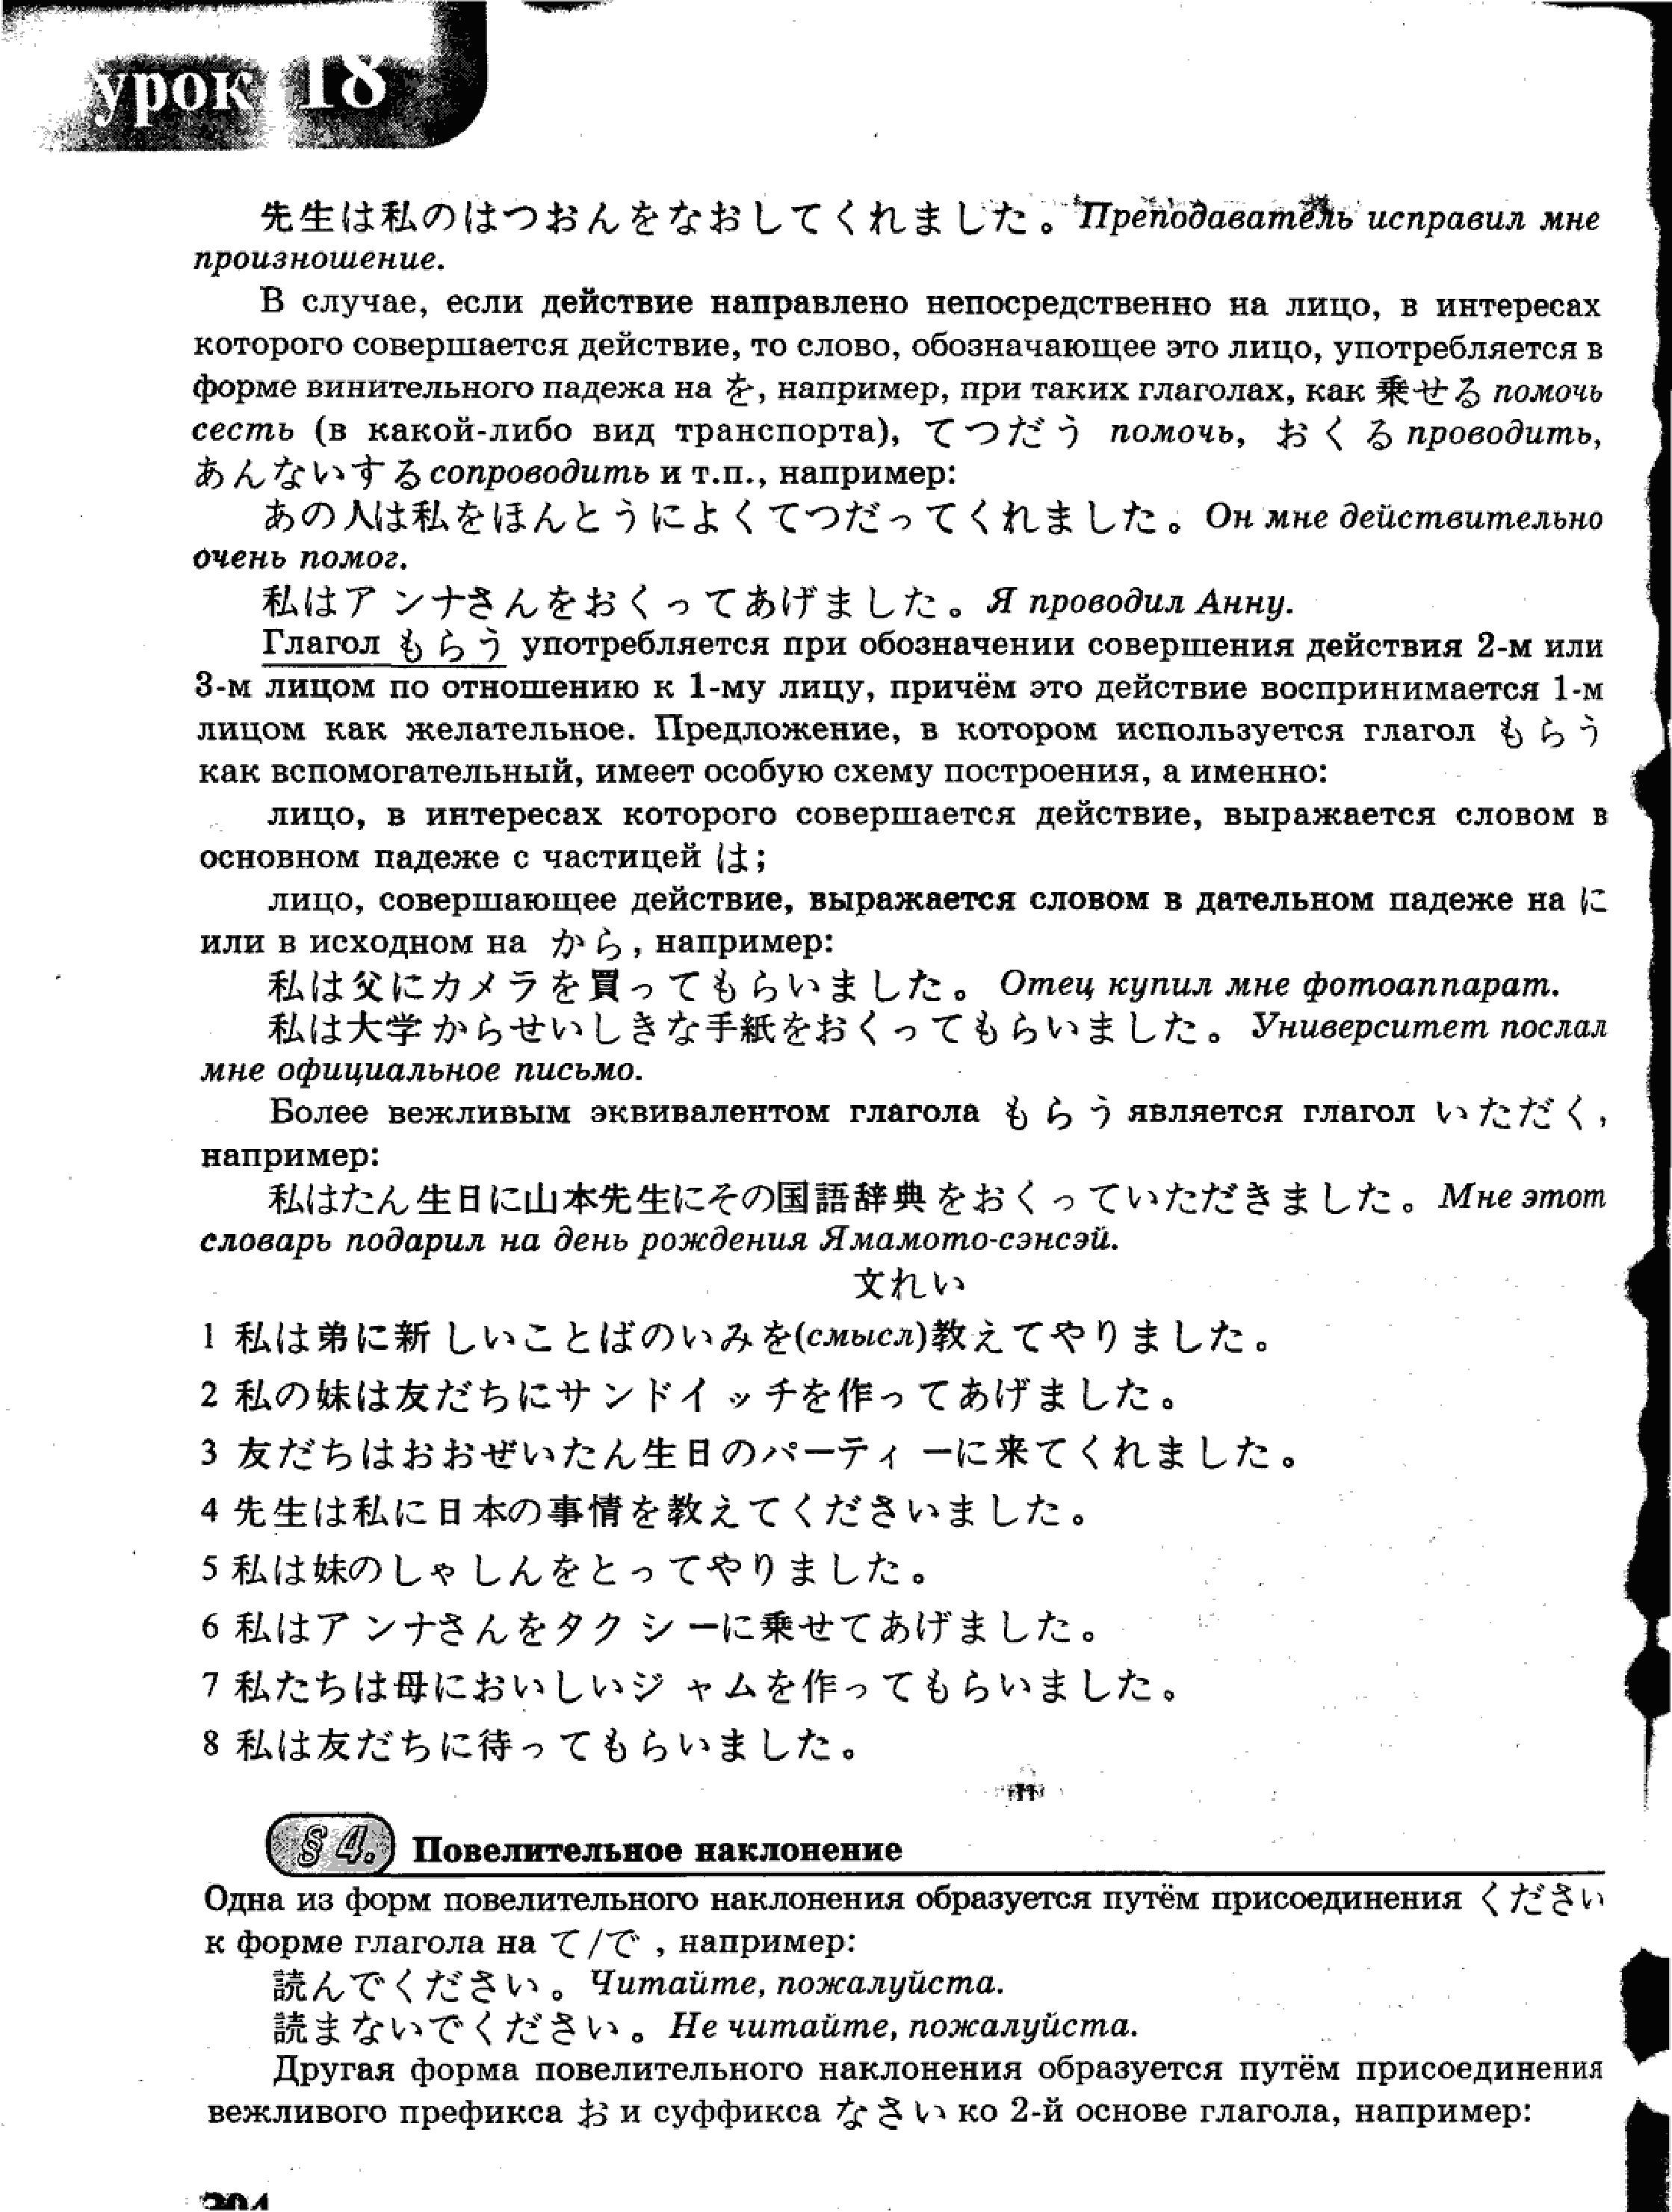 урок 18
先生は私のはつおんをなおしてくれました。Преподаватель исправил мне
произношение.
В случае, если действие направлено непосредственно на лицо, в интересах
которого совершается действие, то слово, обозначающее это лицо, употребляется в
форме винительного падежа на を, например, при таких глаголах, как 乗せる помочь
сесть (в какой-либо вид транспорта), てつだう помочь, おくる проводить,
あんないする сопроводить и т.п., например:
あの人は私をほんとうによくてつだってくれました。Он мне действительно
очень помог.
私はアンナさんをおくってあげました。Я проводил Анну.
Глагол もらう употребляется при обозначении совершения действия 2-м или
3-м лицом по отношению к 1-му лицу, причём это действие воспринимается 1-м
лицом как желательное. Предложение, в котором используется глагол もらう
как вспомогательный, имеет особую схему построения, а именно:
лицо, в интересах которого совершается действие, выражается словом в
основном падеже с частицей は;
лицо, совершающее действие, выражается словом в дательном падеже на に
или в исходном на から, например:
私は父にカメラを買ってもらいました。Отец купил мне фотоаппарат.
私は大学からせいしきな手紙をおくってもらいました。Университет послал
мне официальное письмо.
Более вежливым эквивалентом глагола もらう является глагол いただく,
например:
私はたん生日に山本先生にその国語辞典をおくっていただきました。Мне этот
словарь подарил на день рождения Ямамото-сэнсэй.
文れい
1 私は弟に新しいことばのいみを(смысл)教えてやりました。
2 私の妹は友だちにサンドイッチを作ってあげました。
3 友だちはおおぜいたん生日のパーティーに来てくれました。
4 先生は私に日本の事情を教えてくださいました。
5 私は妹のしゃしんをとってやりました。
6 私はアンナさんをタクシーに乗せてあげました。
7 私たちは母においしいジャムを作ってもらいました。
8 私は友だちに待ってもらいました。
§ 4. Повелительное наклонение
Одна из форм повелительного наклонения образуется путём присоединения ください
к форме глагола на て/で , например:
読んでください。Читайте, пожалуйста.
読まないでください。Не читайте, пожалуйста.
Другая форма повелительного наклонения образуется путём присоединения
вежливого префикса お и суффикса なさい ко 2-й основе глагола, например: